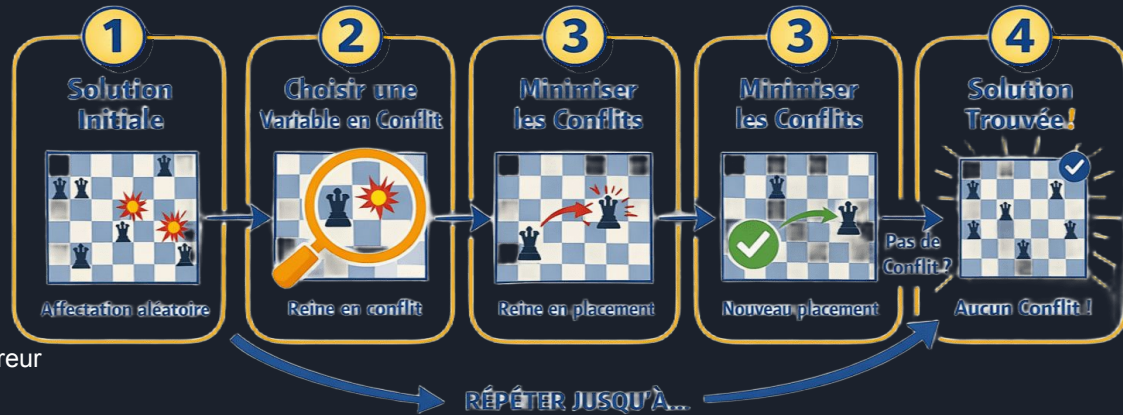 1
Solution
Initiale
Affectation aléatoire
2
Choisir une
Variable en Conflit
Reine en conflit
3
Minimiser
les Conflits
Reine en placement
3
Minimiser
les Conflits
Nouveau placement
Pas de
Conflit?
4
Solution
Trouvée!
Aucun Conflit!
reur
RÉPÉTER JUSQU'À...